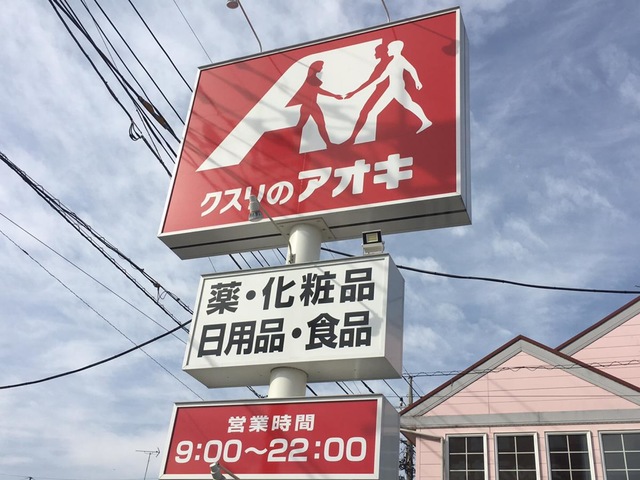 クスリのアオキ
薬・化粧品
日用品・食品
営業時間
9:00～22:00